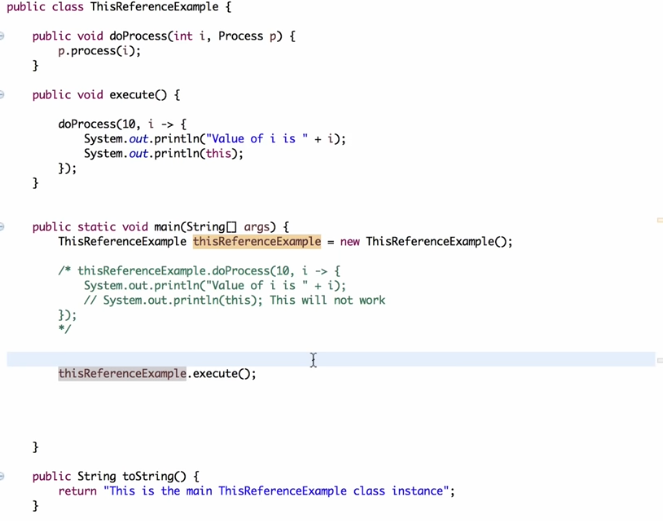 public class ThisReferenceExample {
public void doProcess(int i, Process p) {
p.process(i);
}
public void execute() {
doProcess(10, i -> {
System.out.println("Value of i is " + i);
System.out.println(this);
});
}
public static void main(String[] args) {
ThisReferenceExample thisReferenceExample = new ThisReferenceExample();
/* thisReferenceExample.doProcess(10, i -> {
System.out.println("Value of i is " + i);
// System.out.println(this); This will not work
});
*/
thisReferenceExample.execute();
}
public String toString() {
return "This is the main ThisReferenceExample class instance";
}